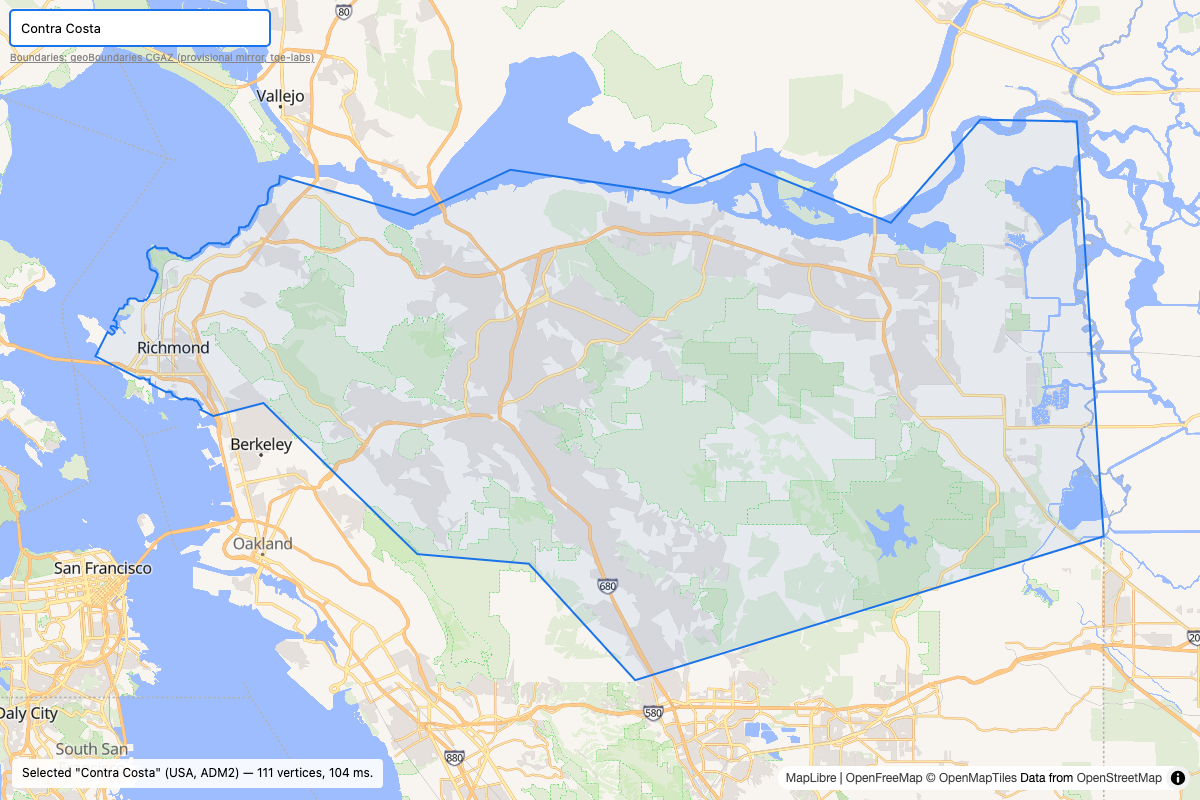 Contra Costa
Boundaries: geoBoundaries CGAZ (provisional mirror, tge-labs)
80
Vallejo
Richmond
Berkeley
Oakland
San Francisco
680
Daly City
580
20
South San
880
Selected "Contra Costa" (USA, ADM2) — 111 vertices, 104 ms.
MapLibre | OpenFreeMap © OpenMapTiles Data from OpenStreetMap